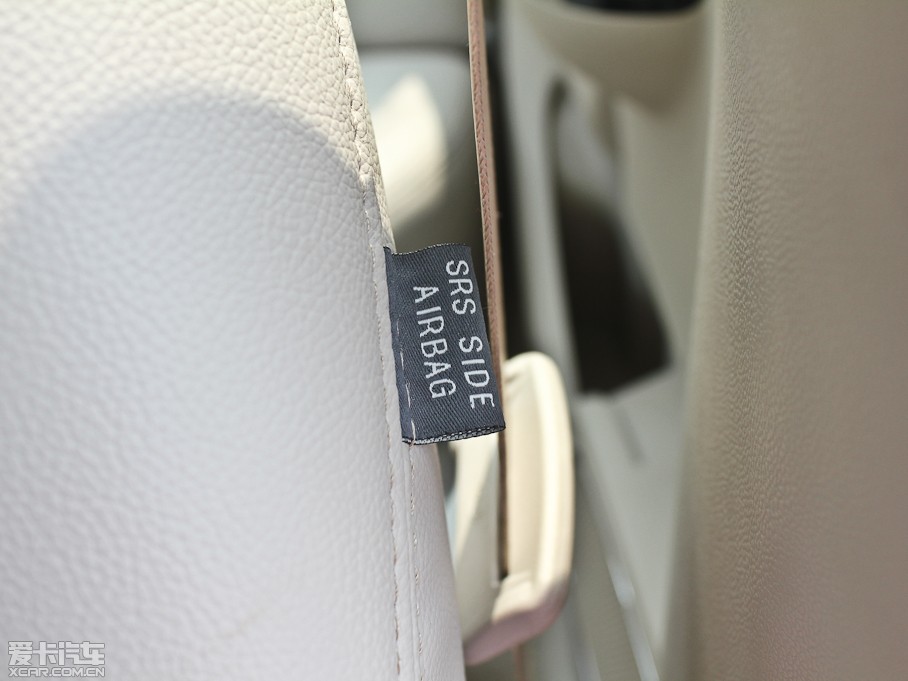 SRS SIDE
AIRBAG
爱卡汽车
XCAR.COM.CN